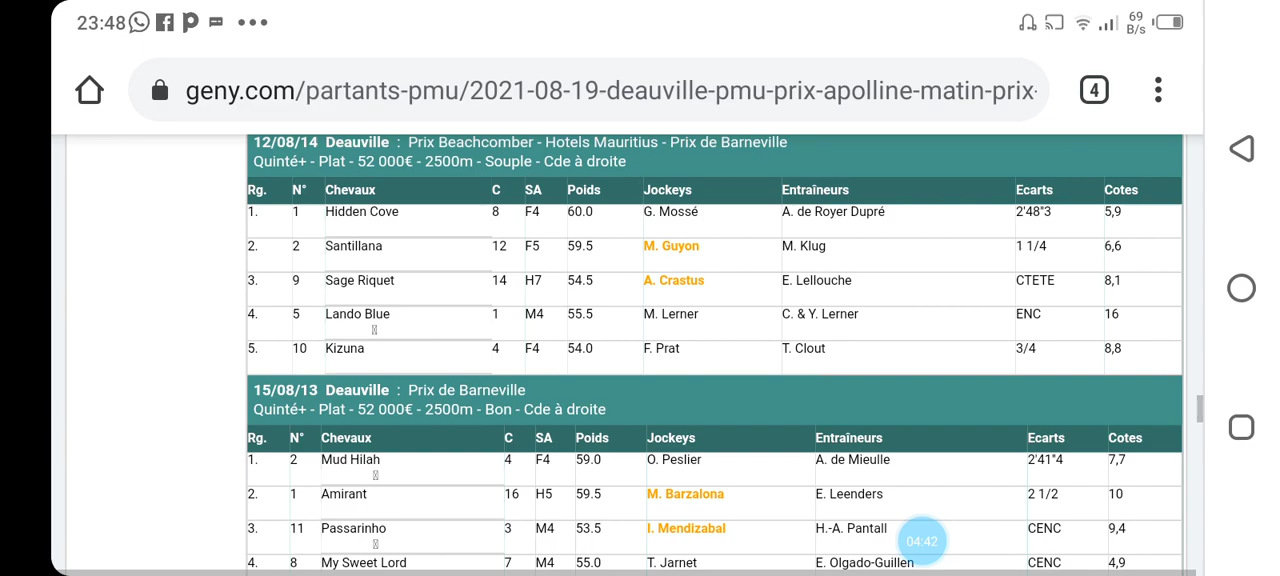 23:48 69 B/s
geny.com/partants-pmu/2021-08-19-deauville-pmu-prix-apolline-matin-prix-
4
12/08/14 Deauville : Prix Beachcomber - Hotels Mauritius - Prix de Barneville
Quinté+ - Plat - 52 000€ - 2500m - Souple - Cde à droite
Rg. N° Chevaux C SA Poids Jockeys Entraîneurs Ecarts Cotes
1. 1 Hidden Cove 8 F4 60.0 G. Mossé A. de Royer Dupré 2'48"3 5,9
2. 2 Santillana 12 F5 59.5 M. Guyon M. Klug 1 1/4 6,6
3. 9 Sage Riquet 14 H7 54.5 A. Crastus E. Lellouche CTETE 8,1
4. 5 Lando Blue 1 M4 55.5 M. Lerner C. & Y. Lerner ENC 16
5. 10 Kizuna 4 F4 54.0 F. Prat T. Clout 3/4 8,8
15/08/13 Deauville : Prix de Barneville
Quinté+ - Plat - 52 000€ - 2500m - Bon - Cde à droite
Rg. N° Chevaux C SA Poids Jockeys Entraîneurs Ecarts Cotes
1. 2 Mud Hilah 4 F4 59.0 O. Peslier A. de Mieulle 2'41"4 7,7
2. 1 Amirant 16 H5 59.5 M. Barzalona E. Leenders 2 1/2 10
3. 11 Passarinho 3 M4 53.5 I. Mendizabal H.-A. Pantall CENC 9,4
04:42
4. 8 My Sweet Lord 7 M4 55.0 T. Jarnet E. Olgado-Guillen CENC 4,9